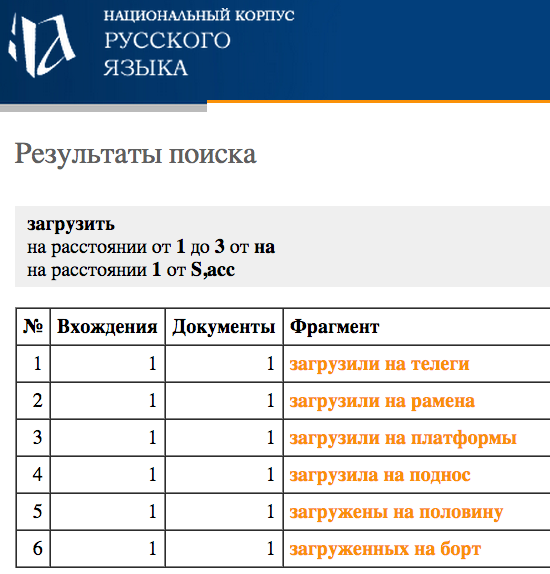 НАЦИОНАЛЬНЫЙ КОРПУС
РУССКОГО
ЯЗЫКА
Результаты поиска
загрузить
на расстоянии от 1 до 3 от на
на расстоянии 1 от S,acc
№ Вхождения Документы Фрагмент
1 1 1 загрузили на телеги
2 1 1 загрузили на рамена
3 1 1 загрузили на платформы
4 1 1 загрузила на поднос
5 1 1 загружены на половину
6 1 1 загруженных на борт